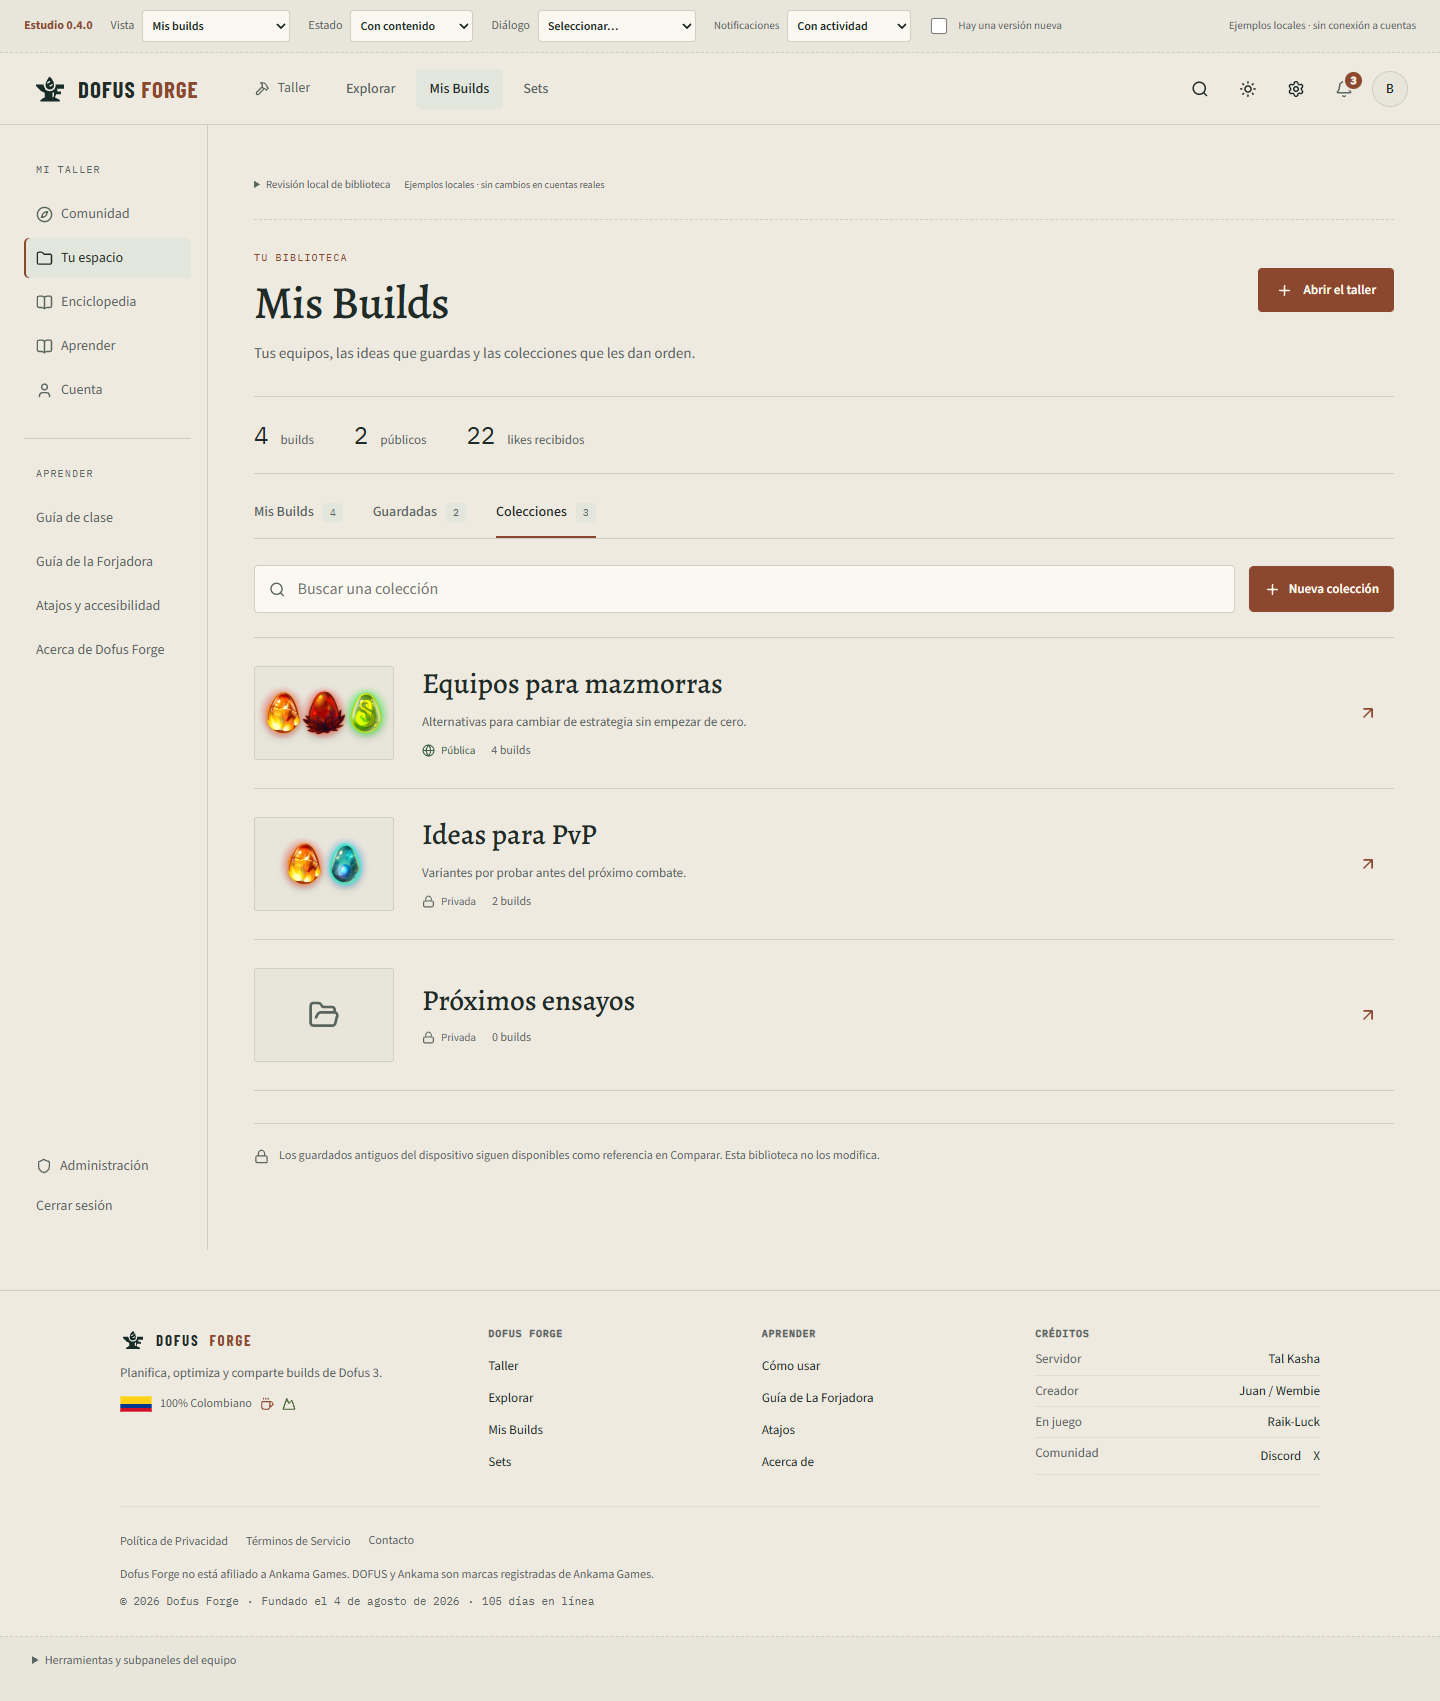 Estudio 0.4.0 Vista Mis builds Estado Con contenido Diálogo Seleccionar... Notificaciones Con actividad Hay una versión nueva Ejemplos locales · sin conexión a cuentas
DOFUS FORGE Taller Explorar Mis Builds Sets 3 B
MI TALLER
Comunidad
Tu espacio
Enciclopedia
Aprender
Cuenta
APRENDER
Guía de clase
Guía de la Forjadora
Atajos y accesibilidad
Acerca de Dofus Forge
Administración
Cerrar sesión
Revisión local de biblioteca Ejemplos locales · sin cambios en cuentas reales
TU BIBLIOTECA
Mis Builds
Abrir el taller
Tus equipos, las ideas que guardas y las colecciones que les dan orden.
4 builds 2 públicos 22 likes recibidos
Mis Builds 4 Guardadas 2 Colecciones 3
Buscar una colección
Nueva colección
Equipos para mazmorras
Alternativas para cambiar de estrategia sin empezar de cero.
Pública 4 builds
Ideas para PvP
Variantes por probar antes del próximo combate.
Privada 2 builds
Próximos ensayos
Privada 0 builds
Los guardados antiguos del dispositivo siguen disponibles como referencia en Comparar. Esta biblioteca no los modifica.
DOFUS FORGE
Planifica, optimiza y comparte builds de Dofus 3.
100% Colombiano
DOFUS FORGE
Taller
Explorar
Mis Builds
Sets
APRENDER
Cómo usar
Guía de La Forjadora
Atajos
Acerca de
CRÉDITOS
Servidor Tal Kasha
Creador Juan / Wembie
En juego Raik-Luck
Comunidad Discord X
Política de Privacidad Términos de Servicio Contacto
Dofus Forge no está afiliado a Ankama Games. DOFUS y Ankama son marcas registradas de Ankama Games.
© 2026 Dofus Forge · Fundado el 4 de agosto de 2026 · 105 días en línea
Herramientas y subpaneles del equipo